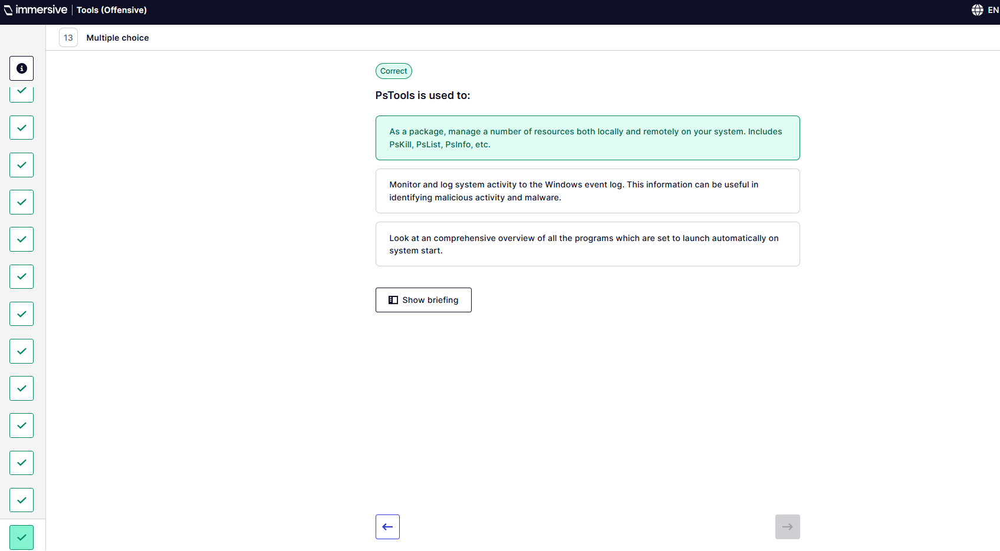 immersive | Tools (Offensive)
EN
13 Multiple choice
Correct
PsTools is used to:
As a package, manage a number of resources both locally and remotely on your system. Includes
PsKill, PsList, PsInfo, etc.
Monitor and log system activity to the Windows event log. This information can be useful in
identifying malicious activity and malware.
Look at an comprehensive overview of all the programs which are set to launch automatically on
system start.
Show briefing